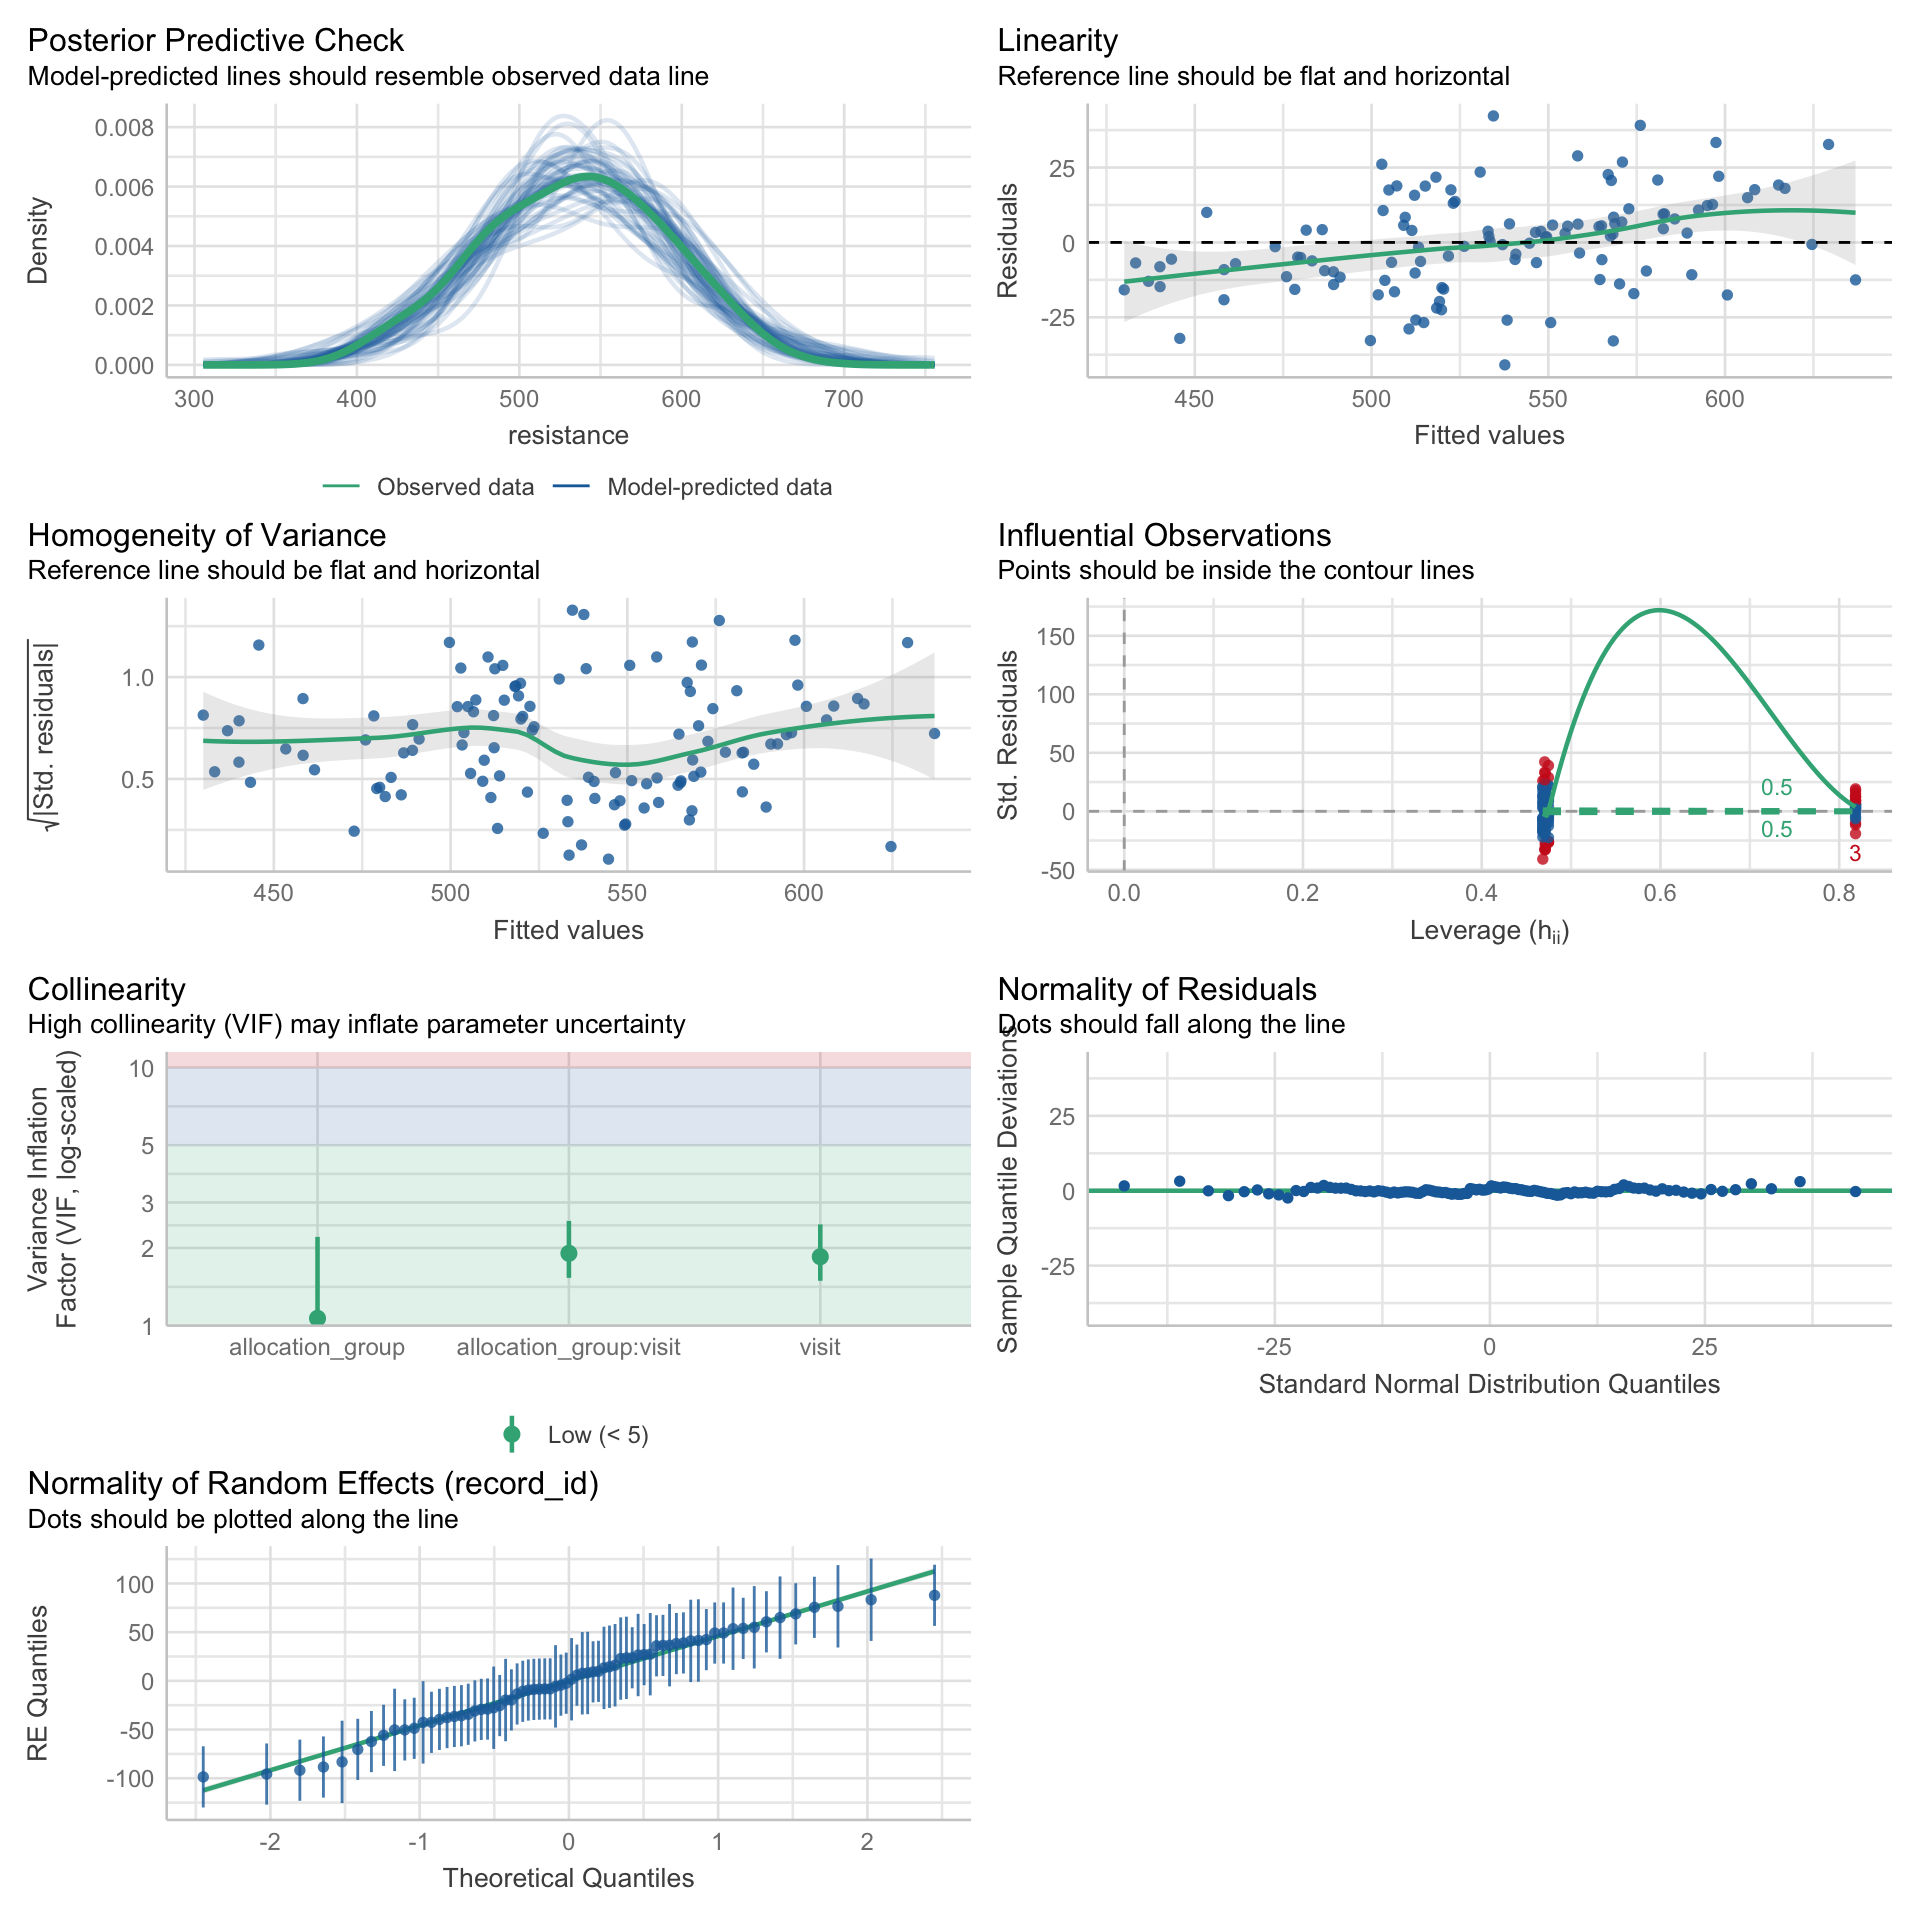 Posterior Predictive Check
Model-predicted lines should resemble observed data line
Density
0.008
0.006
0.004
0.002
0.000
300 400 500 600 700
resistance
Observed data Model-predicted data
Linearity
Reference line should be flat and horizontal
Residuals
25
0
-25
450 500 550 600
Fitted values
Homogeneity of Variance
Reference line should be flat and horizontal
√|Std. residuals|
1.0
0.5
450 500 550 600
Fitted values
Influential Observations
Points should be inside the contour lines
Std. Residuals
150
100
50
0
-50
0.5
0.5
3
0.0 0.2 0.4 0.6 0.8
Leverage (hii)
Collinearity
High collinearity (VIF) may inflate parameter uncertainty
Variance Inflation
Factor (VIF, log-scaled)
10
5
3
2
1
allocation_group allocation_group:visit visit
Low (< 5)
Normality of Residuals
Dots should fall along the line
Sample Quantile Deviations
25
0
-25
-25 0 25
Standard Normal Distribution Quantiles
Normality of Random Effects (record_id)
Dots should be plotted along the line
RE Quantiles
100
50
0
-50
-100
-2 -1 0 1 2
Theoretical Quantiles